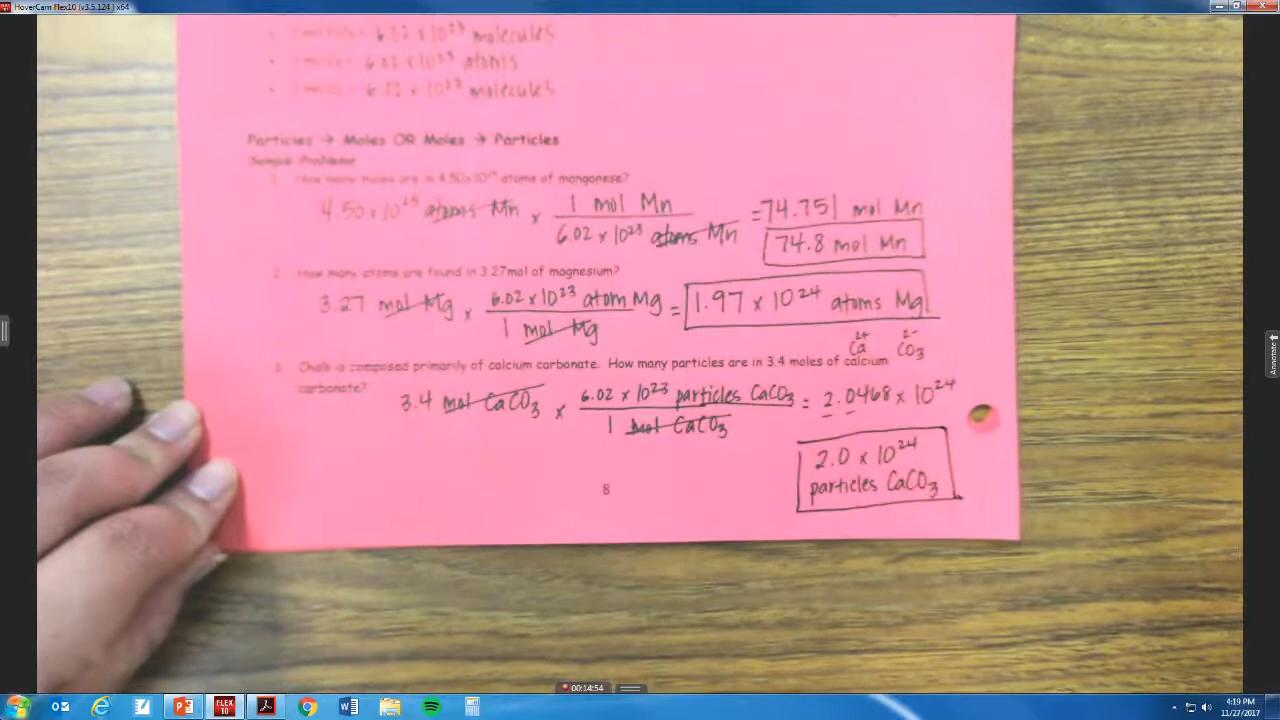 HoverCam Flex10 (v3.5.124) x64
6.02 x 10²³ molecules
6.02 x 10²³ atoms
6.02 x 10²³ molecules
Particles → Moles OR Moles → Particles
Sample Problems
How many moles are in 4.50x10 atoms of manganese?
4.50 x 10²⁵ atoms Mn x 1 mol Mn = 74.751 mol Mn
6.02 x 10²³ atoms Mn
74.8 mol Mn
2. How many atoms are found in 3.27mol of magnesium?
3.27 mol Mg x 6.02 x 10²³ atom Mg = 1.97 x 10²⁴ atoms Mg
1 mol Mg
Ca²⁺ CO₃²⁻
3. Chalk is composed primarily of calcium carbonate. How many particles are in 3.4 moles of calcium
carbonate?
3.4 mol CaCO₃ x 6.02 x 10²³ particles CaCO₃ = 2.0468 x 10²⁴
1 mol CaCO₃
2.0 x 10²⁴
particles CaCO₃
8
Annotate
00:14:54
FLEX
10
4:19 PM
11/27/2017